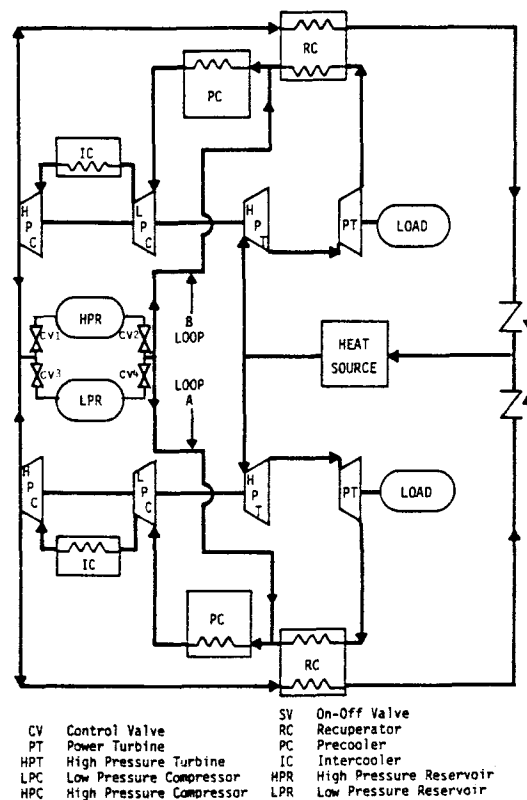 RC
PC
IC
H P C
L P C
H P T
PT
LOAD
HPR
CV1
CV2
B
LOOP
HEAT
SOURCE
CV3
CV4
LPR
LOOP
A
H P C
L P C
H P T
PT
LOAD
IC
PC
RC
CV Control Valve
PT Power Turbine
HPT High Pressure Turbine
LPC Low Pressure Compressor
HPC High Pressure Compressor
SV On-Off Valve
RC Recuperator
PC Precooler
IC Intercooler
HPR High Pressure Reservoir
LPR Low Pressure Reservoir